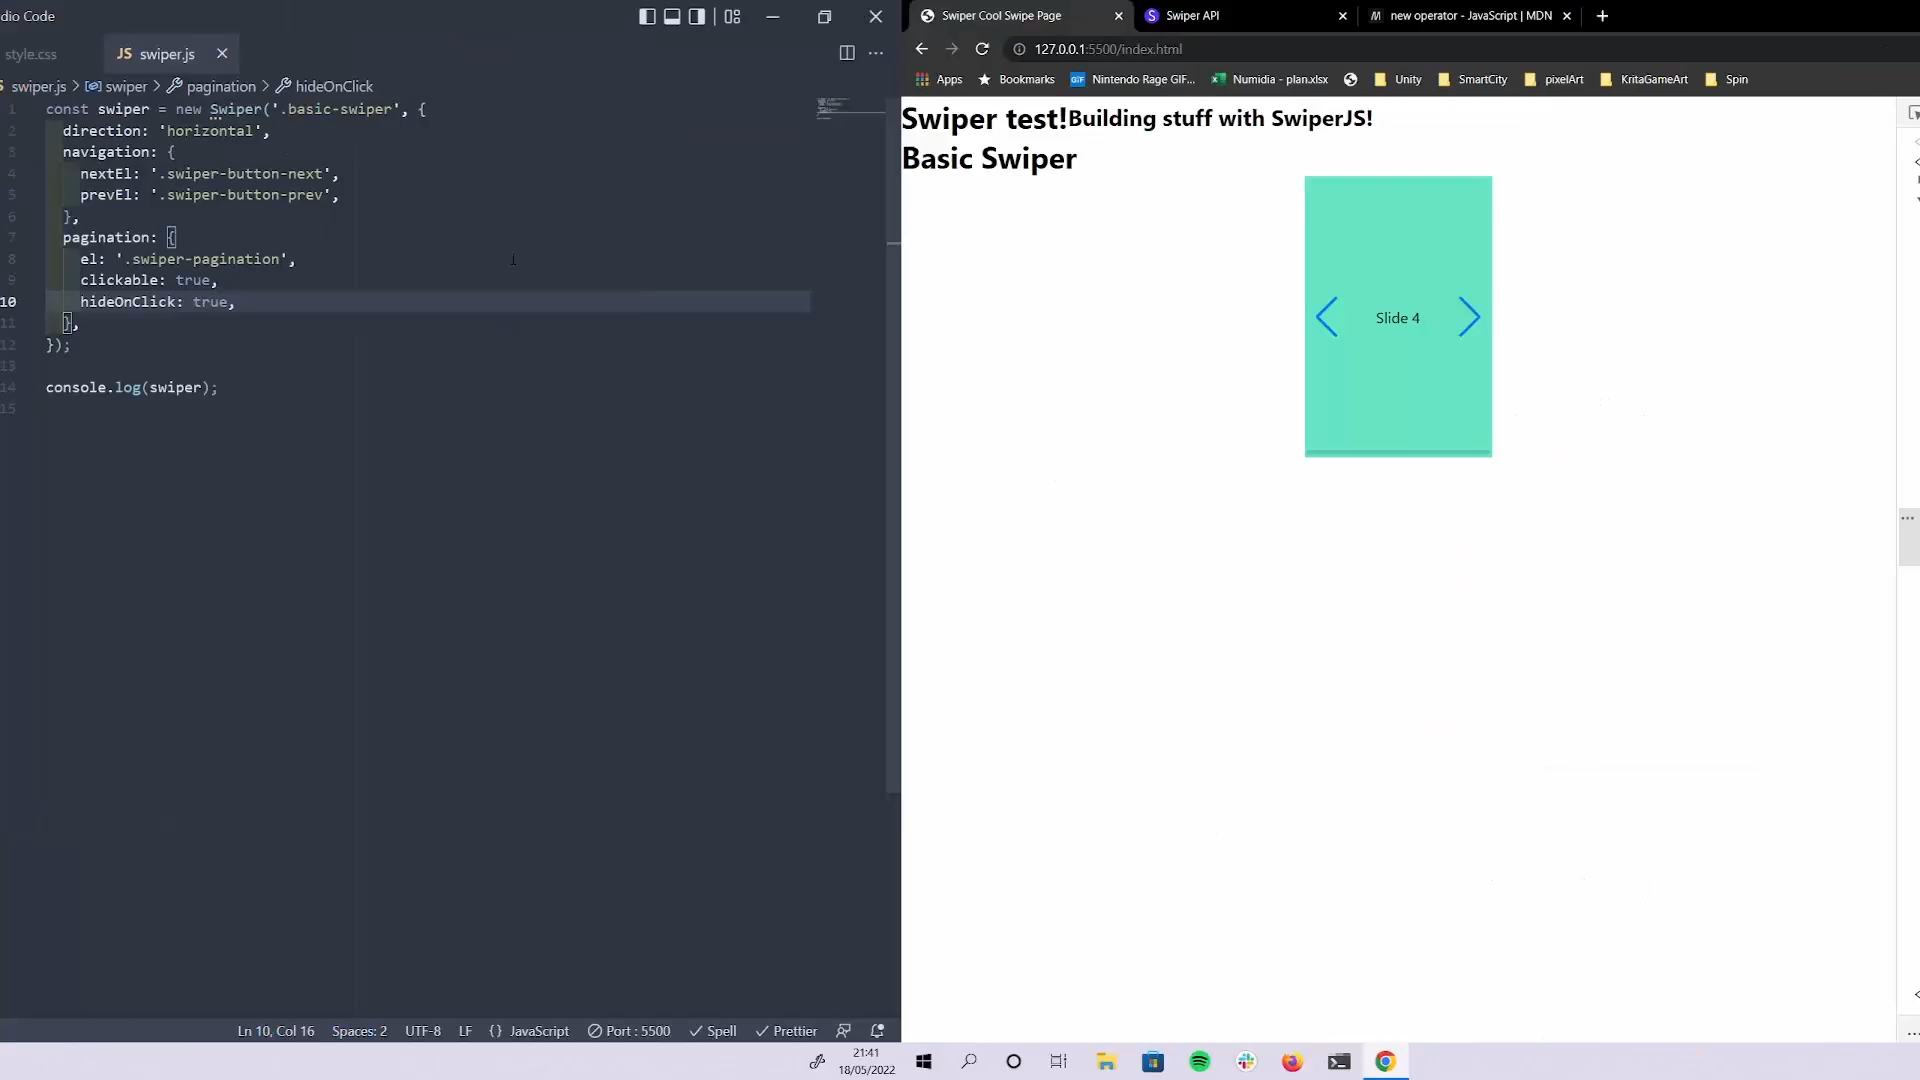 dio Code
style.css
JS swiper.js
swiper.js > swiper > pagination > hideOnClick
1 const swiper = new Swiper('.basic-swiper', {
2 direction: 'horizontal',
3 navigation: {
4 nextEl: '.swiper-button-next',
5 prevEl: '.swiper-button-prev',
6 },
7 pagination: {
8 el: '.swiper-pagination',
9 clickable: true,
10 hideOnClick: true,
11 },
12 });
13
14 console.log(swiper);
15
Ln 10, Col 16 Spaces: 2 UTF-8 LF {} JavaScript Port : 5500 Spell Prettier
Swiper Cool Swipe Page
S Swiper API
M new operator - JavaScript | MDN
127.0.0.1:5500/index.html
Apps Bookmarks GIF Nintendo Rage GIF... Numidia - plan.xlsx Unity SmartCity pixelArt KritaGameArt Spin
Swiper test!Building stuff with SwiperJS!
Basic Swiper
Slide 4
21:41
18/05/2022